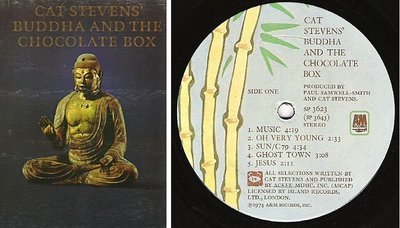 CAT STEVENS'
BUDDHA AND THE
CHOCOLATE BOX
CAT
STEVENS'
BUDDHA
AND THE
CHOCOLATE
BOX
PRODUCED BY
PAUL SAMWELL-SMITH
AND CAT STEVENS.
SIDE ONE
SP 3623
(SP 3645)
STEREO
A&M
1. MUSIC 4:19
2. OH VERY YOUNG 2:33
3. SUN/C79 4:34
4. GHOST TOWN 3:08
5. JESUS 2:11
ALL SELECTIONS WRITTEN BY
CAT STEVENS AND PUBLISHED
BY ACKEE MUSIC, INC. (ASCAP)
LICENSED BY ISLAND RECORDS,
LTD., LONDON.
℗©1974 A&M RECORDS, INC.